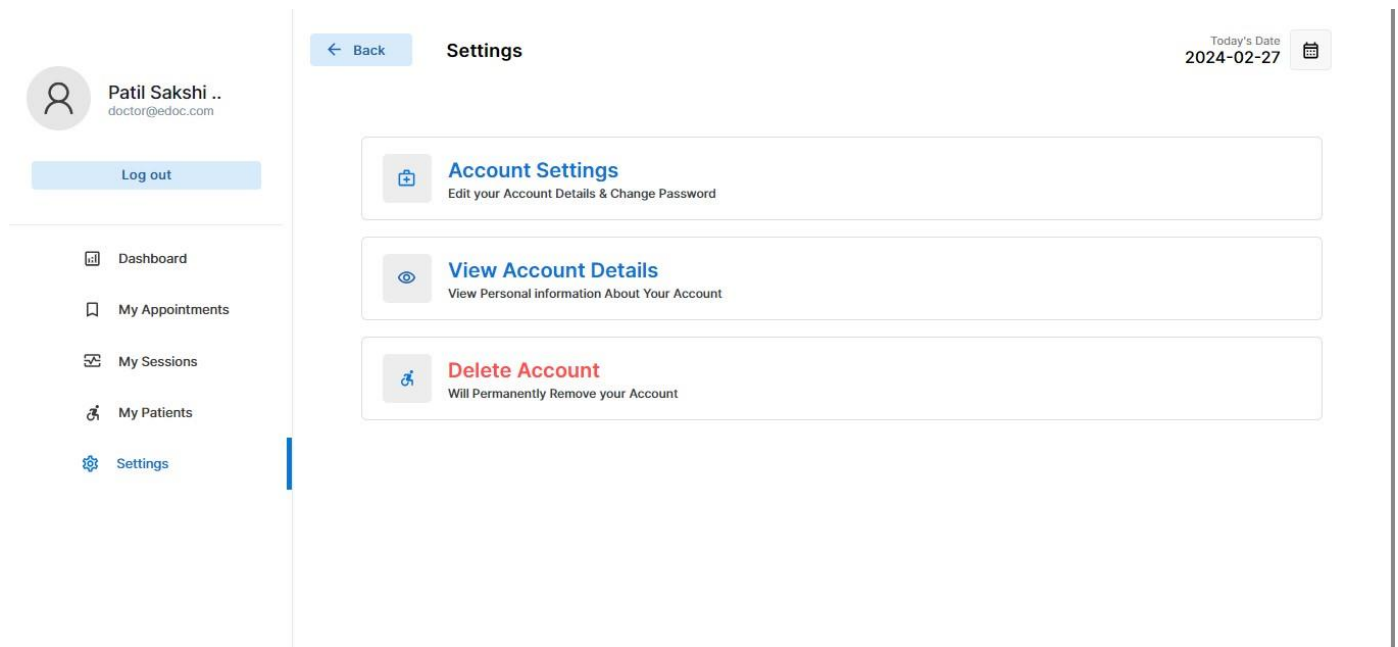 Patil Sakshi ..
doctor@edoc.com
Log out
Dashboard
My Appointments
My Sessions
My Patients
Settings
Back
Settings
Today's Date
2024-02-27
Account Settings
Edit your Account Details & Change Password
View Account Details
View Personal information About Your Account
Delete Account
Will Permanently Remove your Account